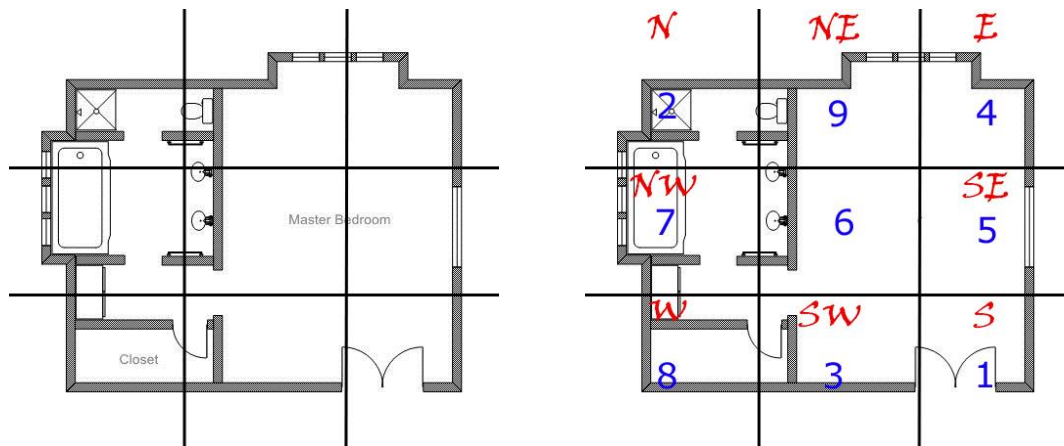 N NE E
2 9 4
NW SE
Master Bedroom 7 6 5
W SW S
Closet
8 3 1